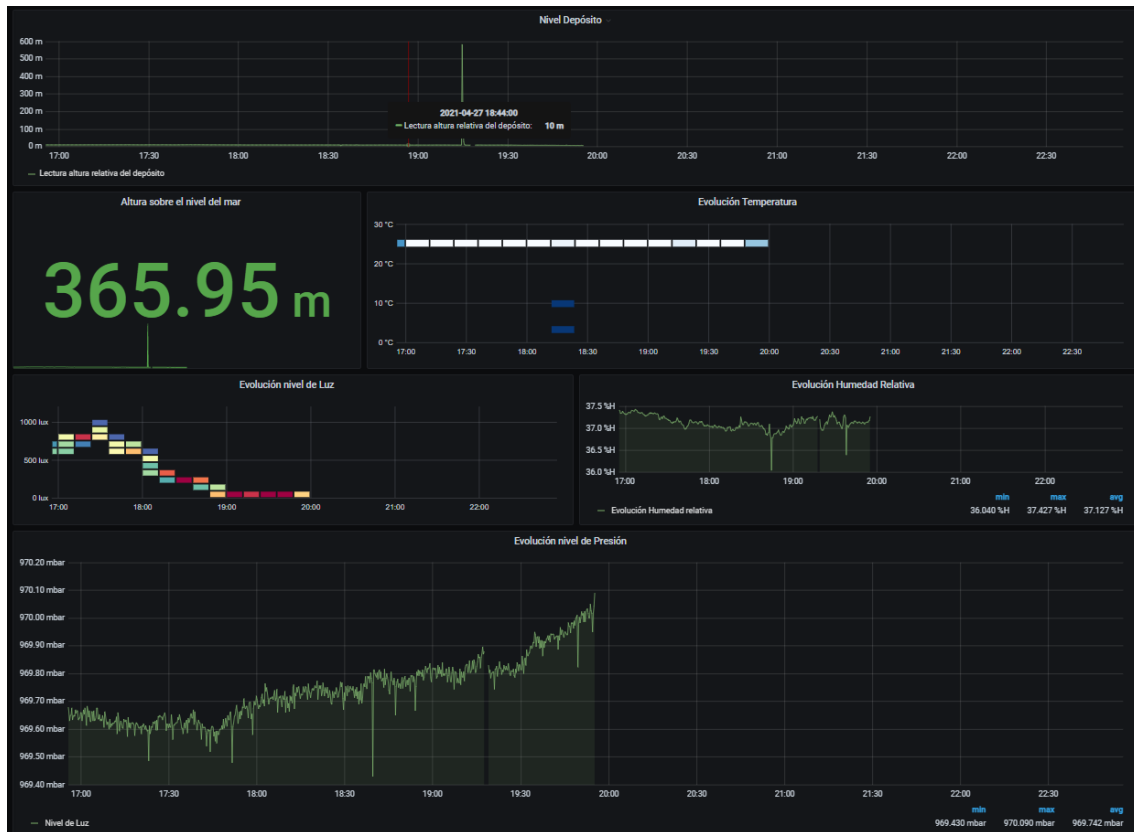 Nivel Depósito
600 m
500 m
400 m
300 m
200 m
100 m
0 m
2021-04-27 18:44:00
Lectura altura relativa del depósito: 10 m
17:00 17:30 18:00 18:30 19:00 19:30 20:00 20:30 21:00 21:30 22:00 22:30
Lectura altura relativa del depósito
Altura sobre el nivel del mar
365.95 m
Evolución Temperatura
30 °C
20 °C
10 °C
0 °C
17:00 17:30 18:00 18:30 19:00 19:30 20:00 20:30 21:00 21:30 22:00 22:30
Evolución nivel de Luz
1000 lux
500 lux
0 lux
17:00 18:00 19:00 20:00 21:00 22:00
Evolución Humedad Relativa
37.5 %H
37.0 %H
36.5 %H
36.0 %H
17:00 18:00 19:00 20:00 21:00 22:00
min max avg
Evolución Humedad relativa 36.040 %H 37.427 %H 37.127 %H
Evolución nivel de Presión
970.20 mbar
970.10 mbar
970.00 mbar
969.90 mbar
969.80 mbar
969.70 mbar
969.60 mbar
969.50 mbar
969.40 mbar
17:00 17:30 18:00 18:30 19:00 19:30 20:00 20:30 21:00 21:30 22:00 22:30
min max avg
Nivel de Luz 969.430 mbar 970.090 mbar 969.742 mbar